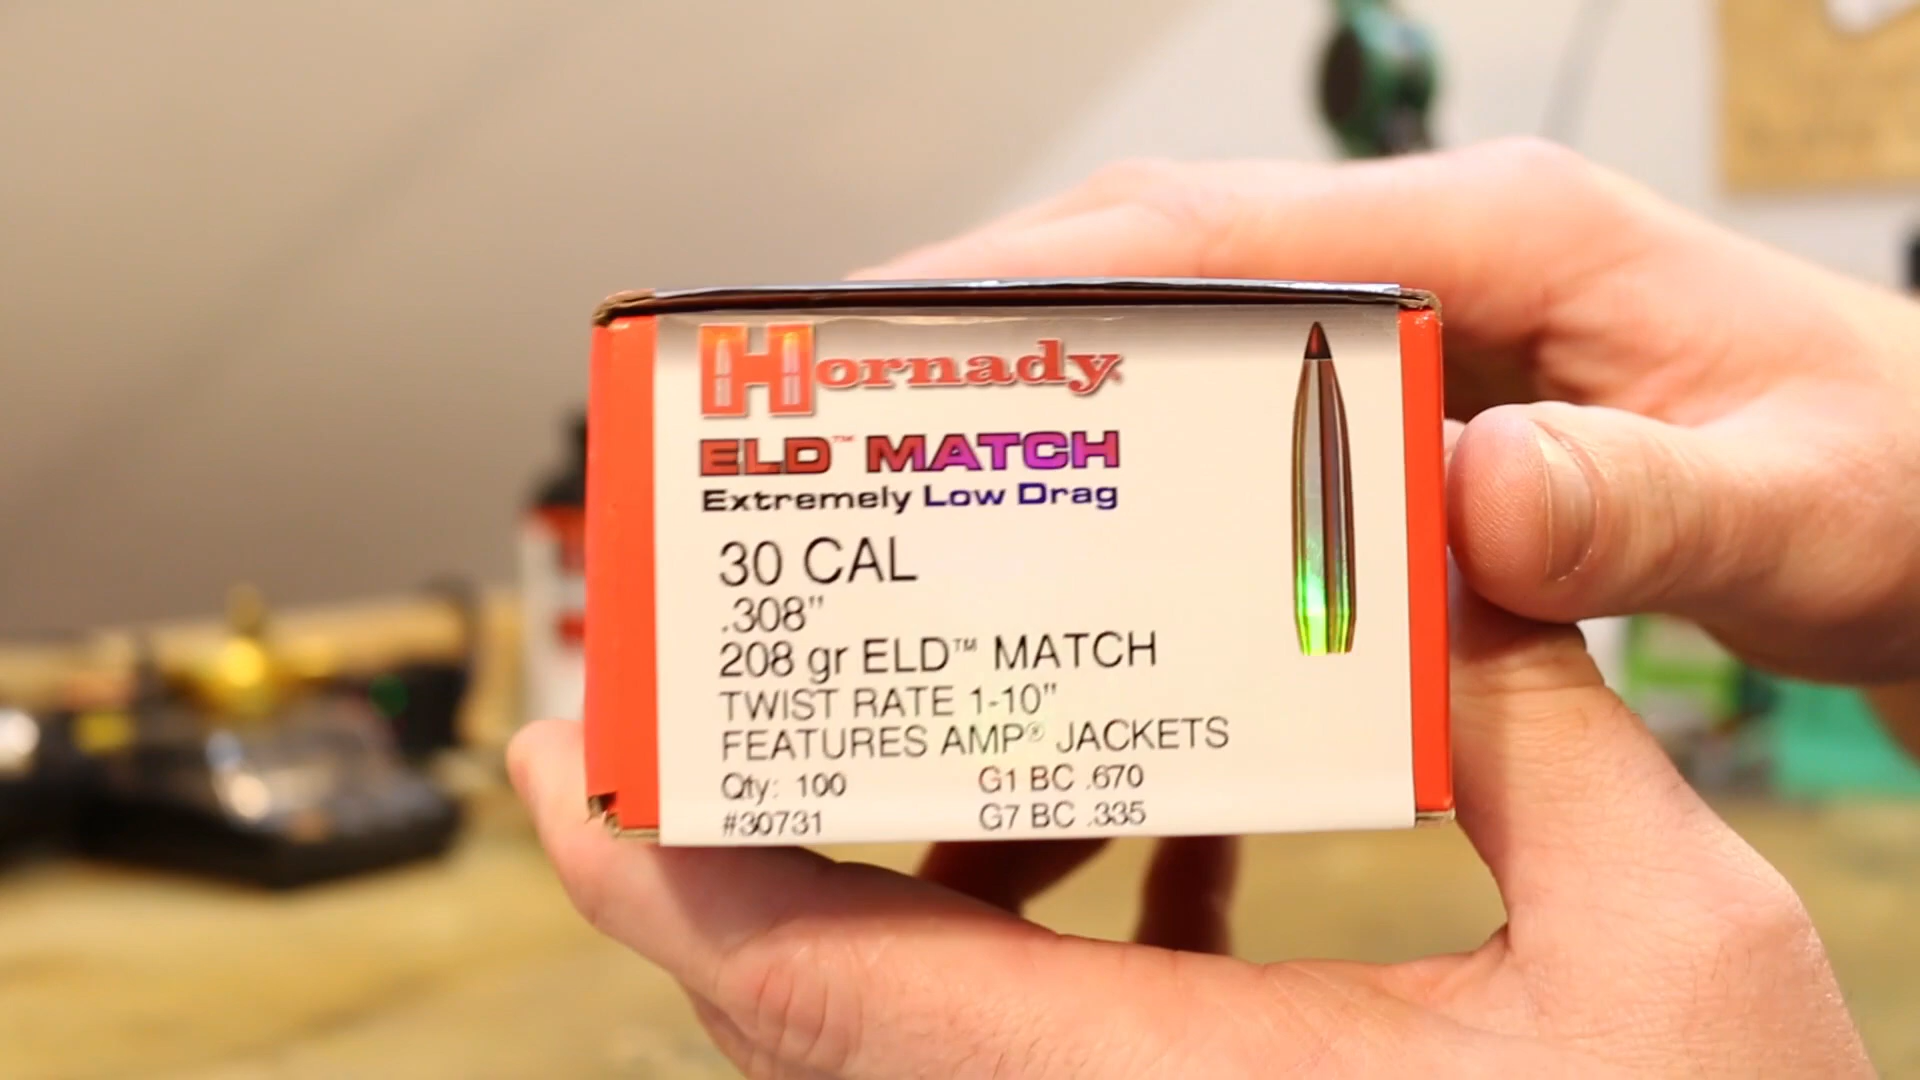 Hornady
ELD™ MATCH
Extremely Low Drag
30 CAL
.308"
208 gr ELD™ MATCH
TWIST RATE 1-10"
FEATURES AMP® JACKETS
Qty: 100 G1 BC .670
#30731 G7 BC .335